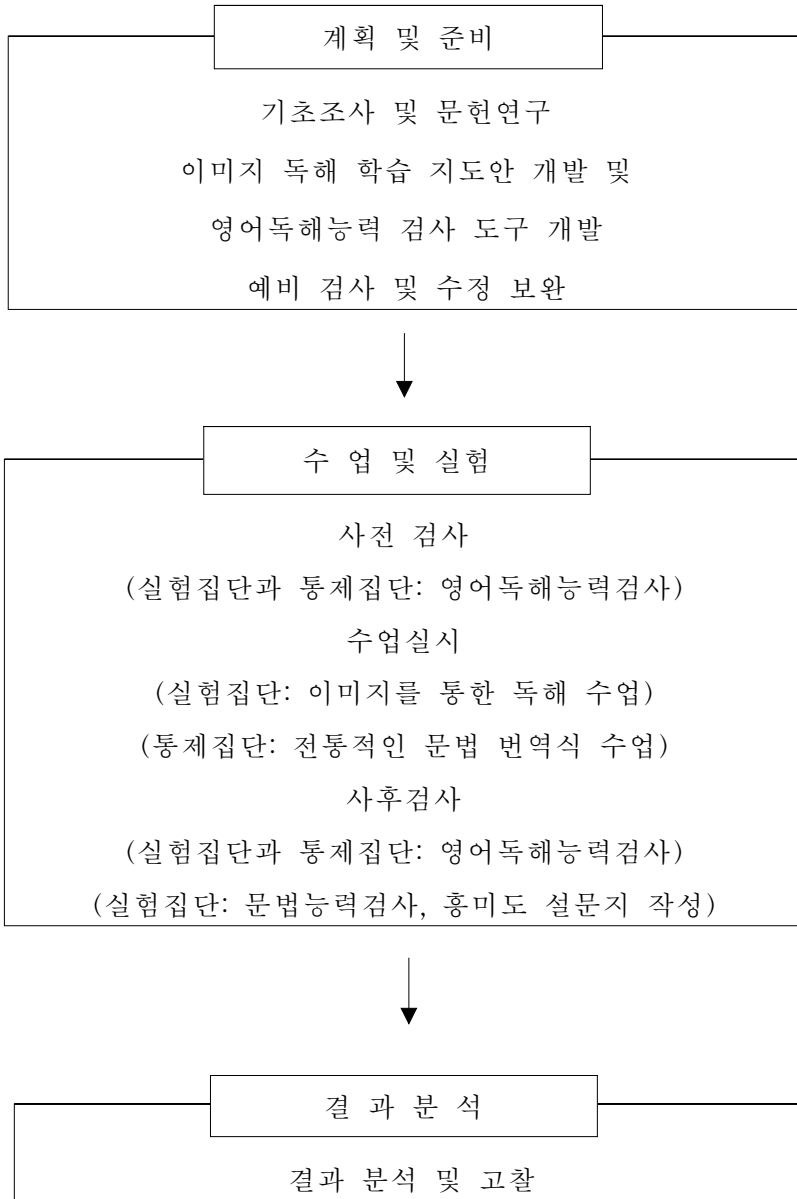 계획 및 준비
기초조사 및 문헌연구
이미지 독해 학습 지도안 개발 및
영어독해능력 검사 도구 개발
예비 검사 및 수정 보완
수 업 및 실험
사전 검사
(실험집단과 통제집단: 영어독해능력검사)
수업실시
(실험집단: 이미지를 통한 독해 수업)
(통제집단: 전통적인 문법 번역식 수업)
사후검사
(실험집단과 통제집단: 영어독해능력검사)
(실험집단: 문법능력검사, 흥미도 설문지 작성)
결 과 분 석
결과 분석 및 고찰